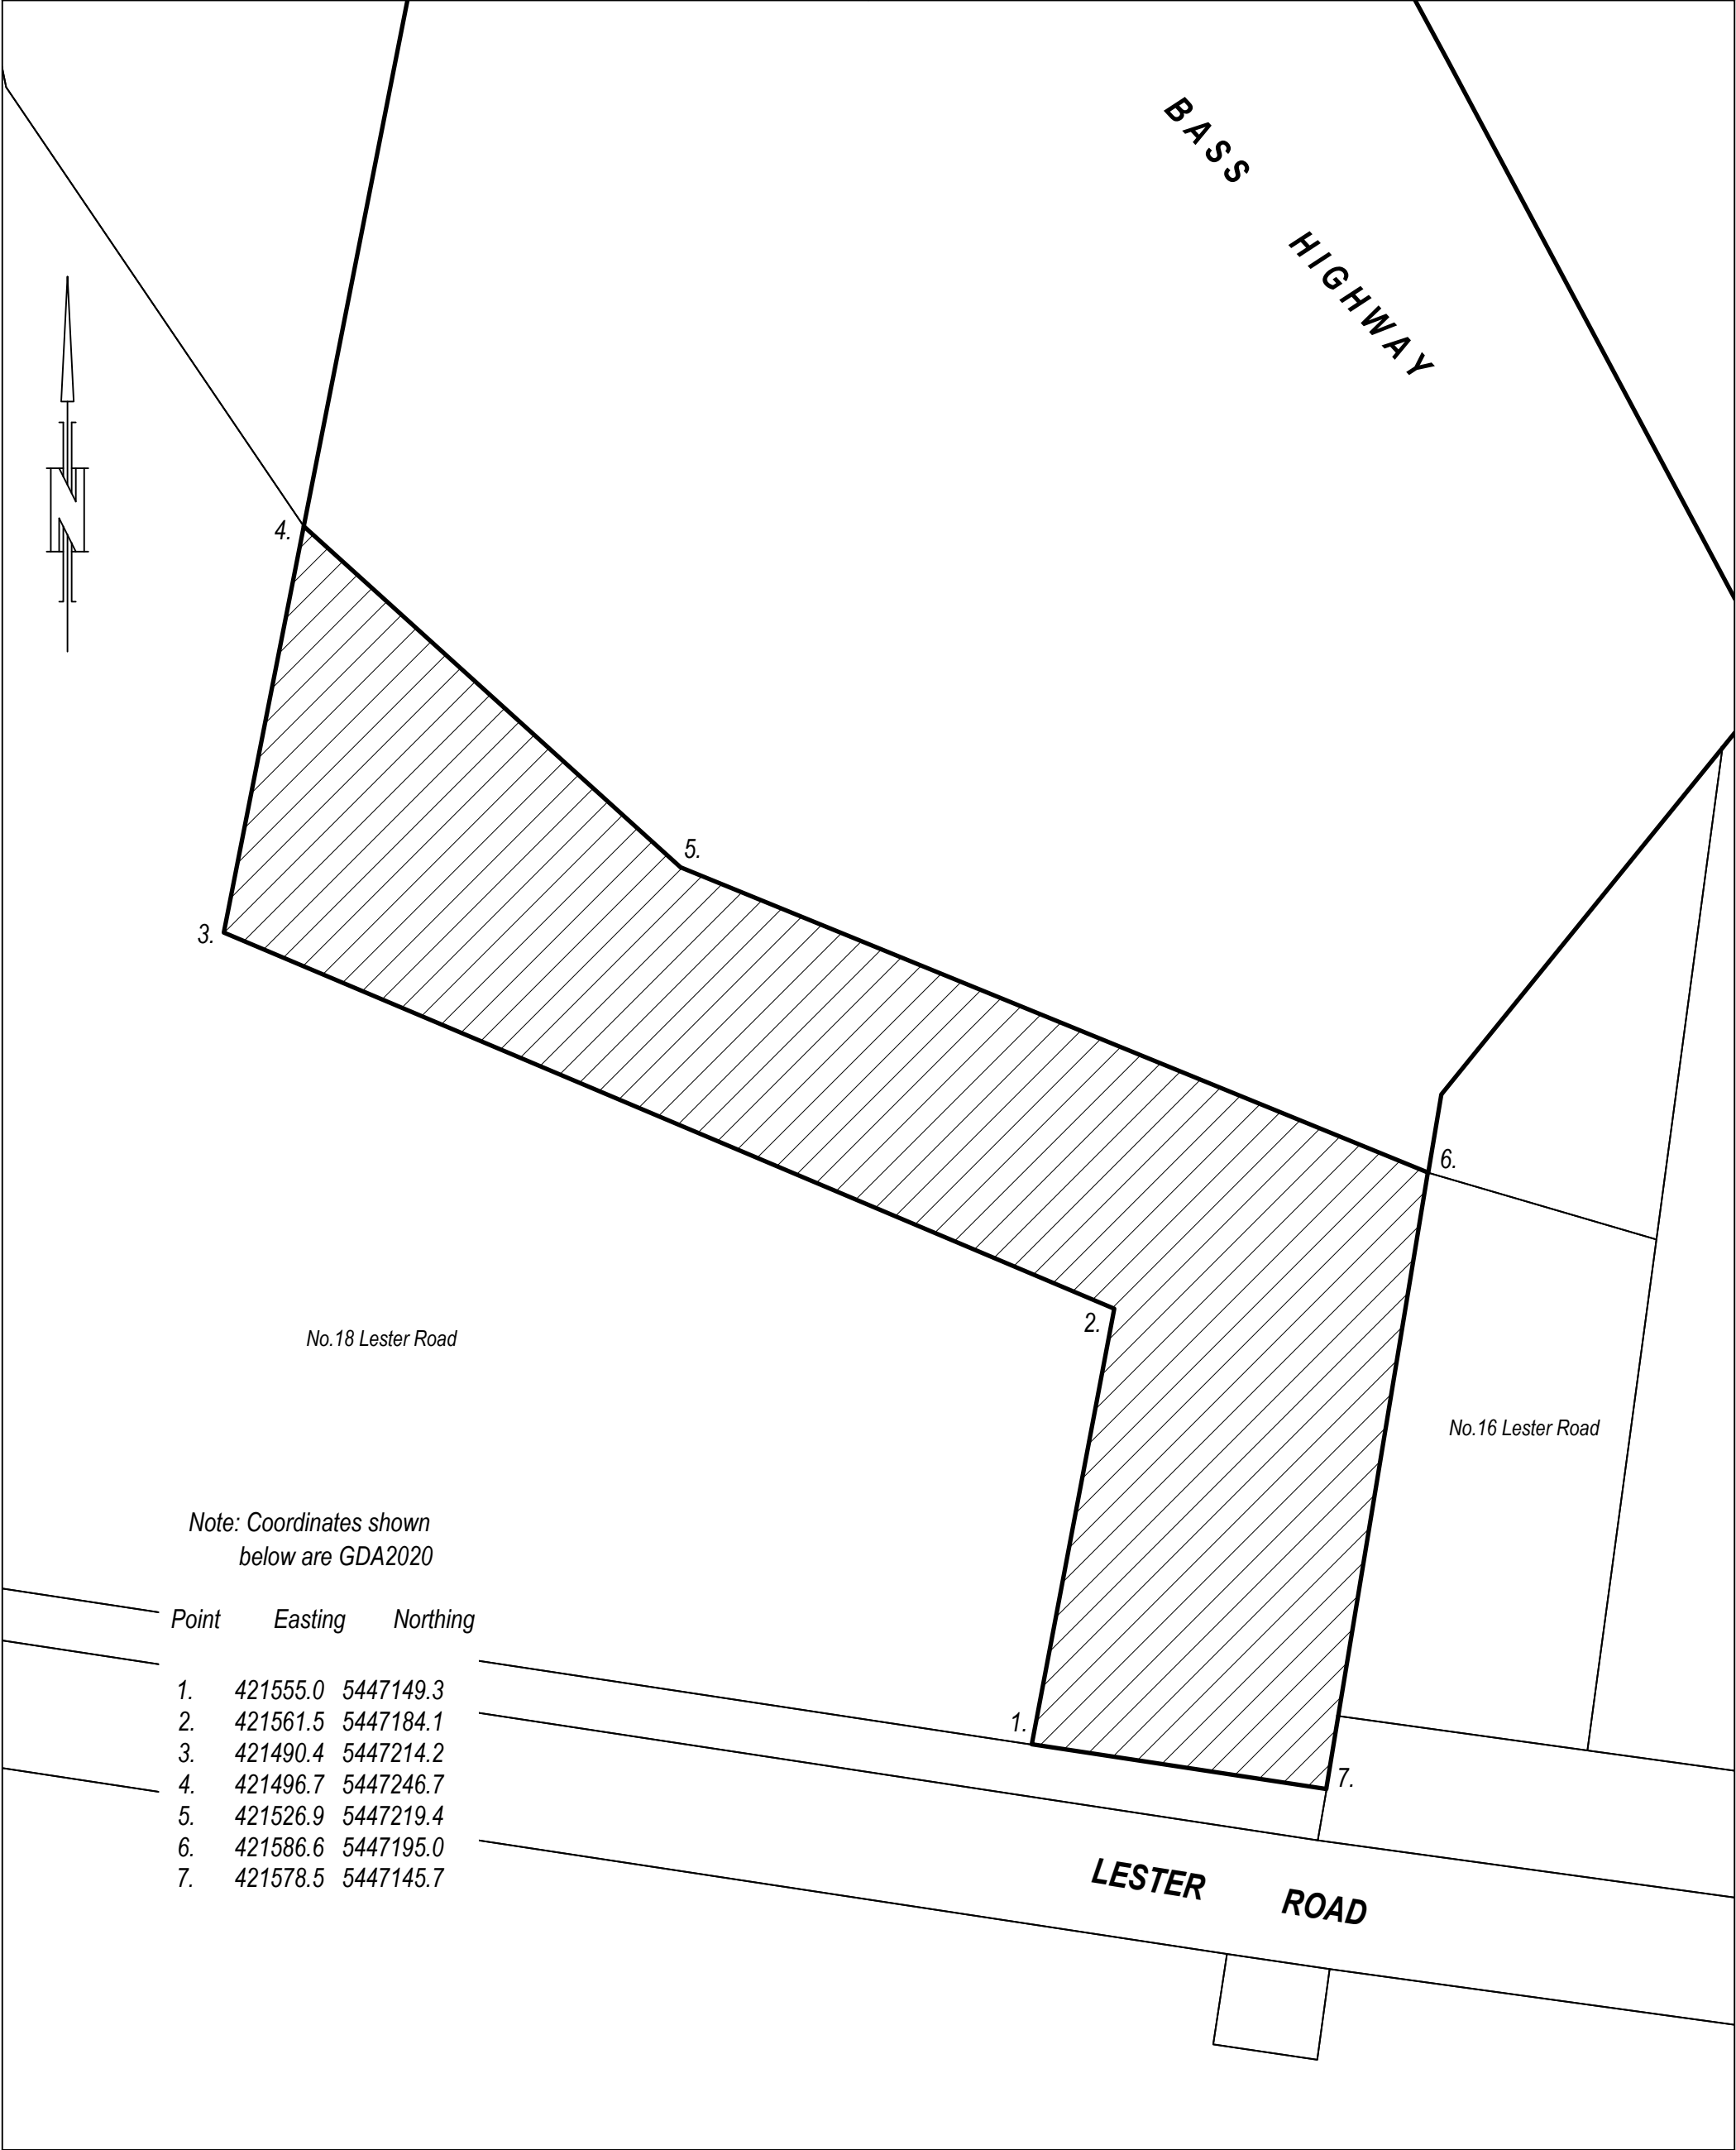 BASS HIGHWAY
N
4.
5.
3.
6.
2.
No.18 Lester Road
No.16 Lester Road
Note: Coordinates shown
below are GDA2020
Point Easting Northing
1. 421555.0 5447149.3
2. 421561.5 5447184.1
3. 421490.4 5447214.2
4. 421496.7 5447246.7
5. 421526.9 5447219.4
6. 421586.6 5447195.0
7. 421578.5 5447145.7
1.
7.
LESTER ROAD